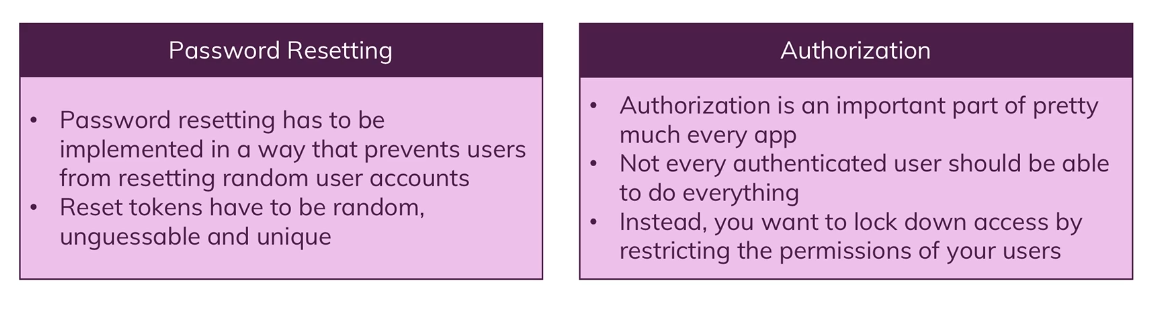 Password Resetting
• Password resetting has to be
implemented in a way that prevents users
from resetting random user accounts
• Reset tokens have to be random,
unguessable and unique
Authorization
• Authorization is an important part of pretty
much every app
• Not every authenticated user should be able
to do everything
• Instead, you want to lock down access by
restricting the permissions of your users